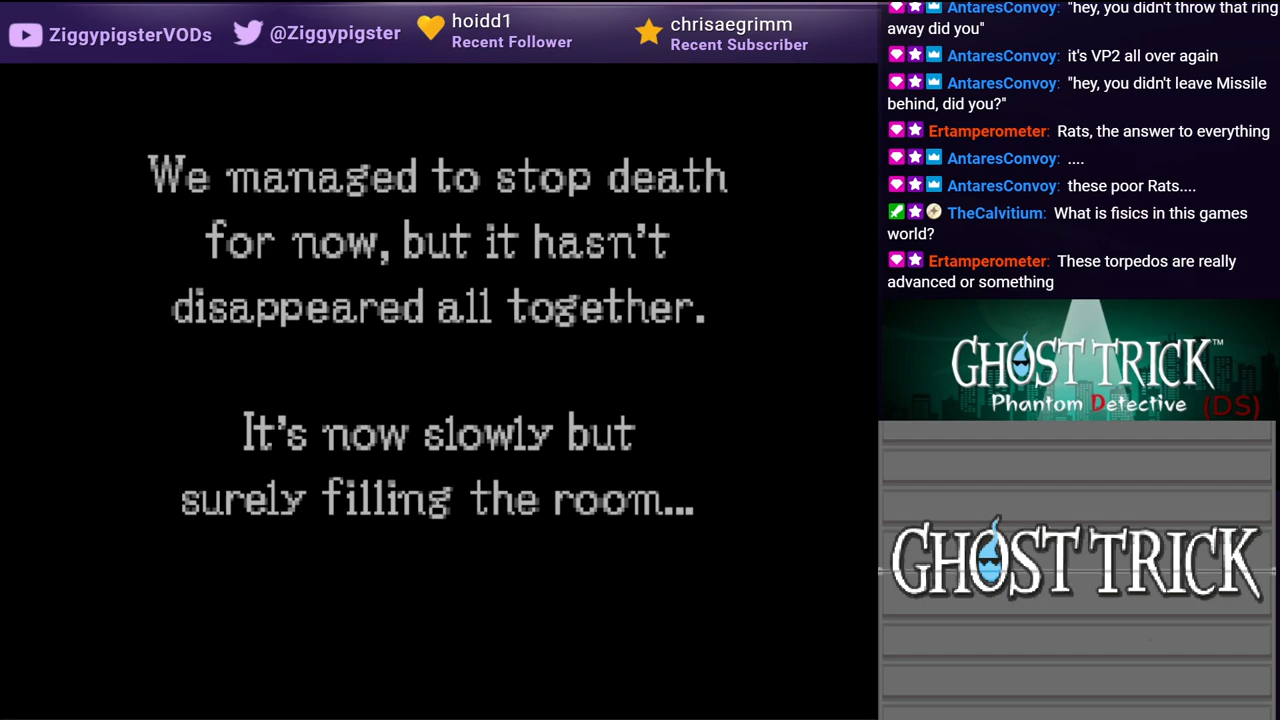 ZiggypigsterVODs
@Ziggypigster
hoidd1
Recent Follower
chrisaegrimm
Recent Subscriber
We managed to stop death
for now, but it hasn't
disappeared all together.
It's now slowly but
surely filling the room...
AntaresConvoy: "hey, you didn't throw that ring
away did you"
AntaresConvoy: it's VP2 all over again
AntaresConvoy: "hey, you didn't leave Missile
behind, did you?"
Ertamperometer: Rats, the answer to everything
AntaresConvoy: ....
AntaresConvoy: these poor Rats....
TheCalvitium: What is fisics in this games
world?
Ertamperometer: These torpedos are really
advanced or something
GHOST TRICK™
Phantom Detective (DS)
GHOST TRICK